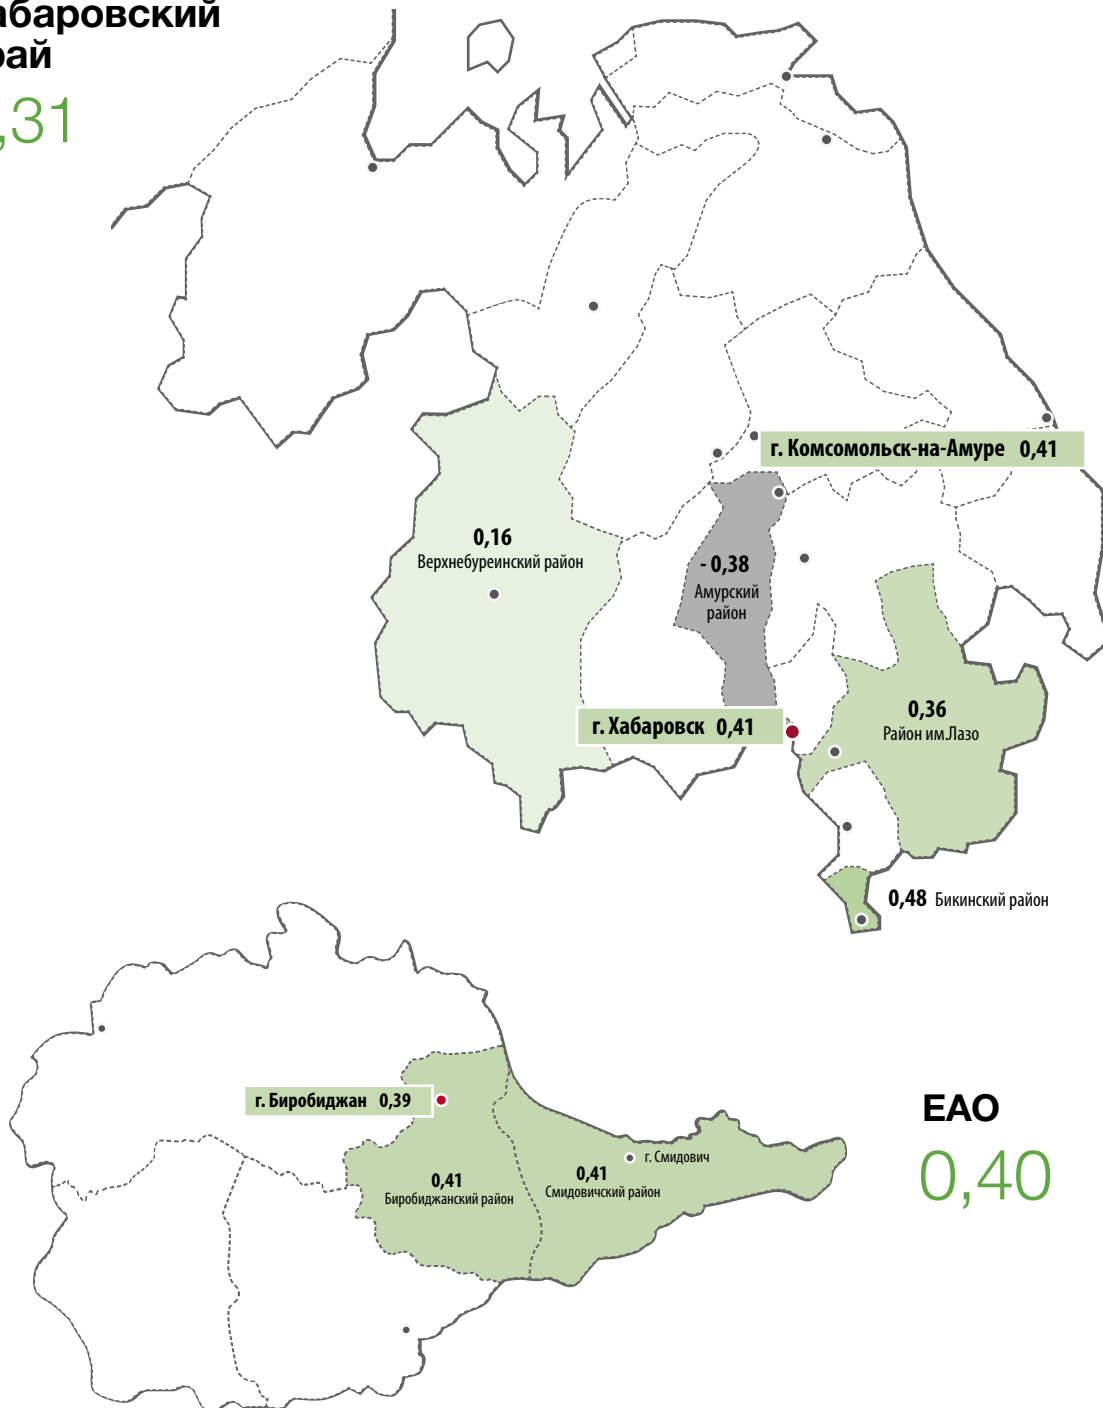 абаровский
рай
,31
г. Комсомольск-на-Амуре 0,41
0,16
Верхнебуреинский район
- 0,38
Амурский
район
0,36
Район им.Лазо
г. Хабаровск 0,41
0,48 Бикинский район
г. Биробиджан 0,39
0,41
Биробиджанский район
0,41
Смидовичский район
г. Смидович
ЕАО
0,40